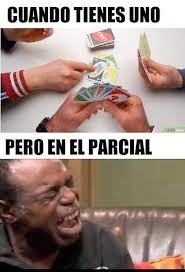 CUANDO TIENES UNO
PERO EN EL PARCIAL